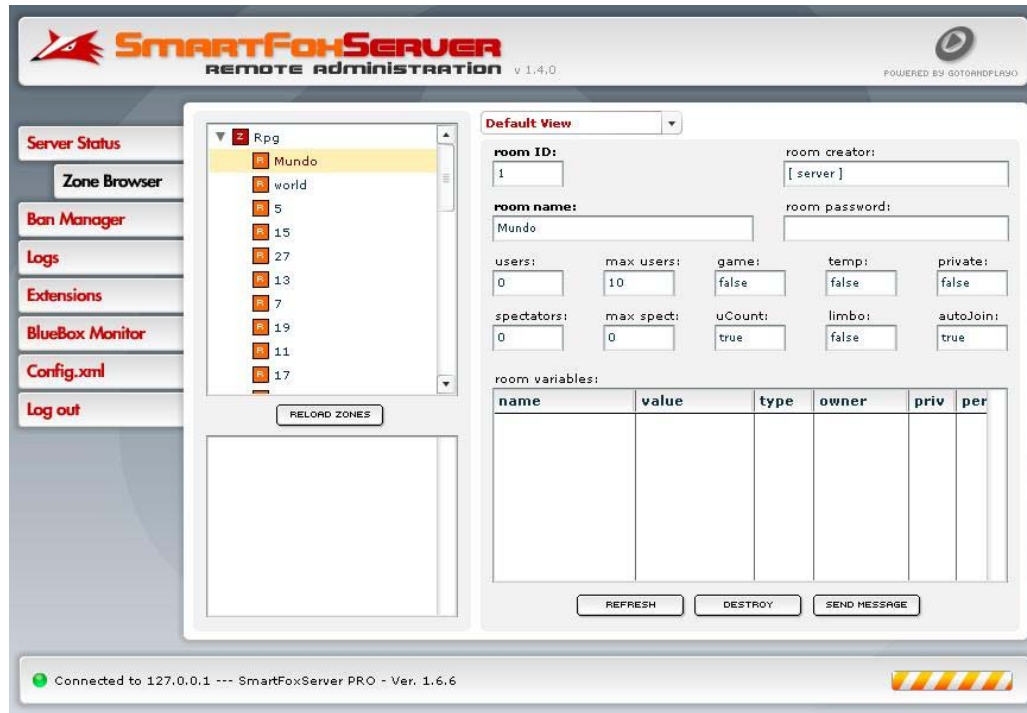 SmartFoxServer
REMOTE ADMINISTRATION v 1.4.0
POWERED BY GOTOANDPLAY()
Server Status
Zone Browser
Ban Manager
Logs
Extensions
BlueBox Monitor
Config.xml
Log out
Z Rpg
R Mundo
R world
R 5
R 15
R 27
R 13
R 7
R 19
R 11
R 17
RELOAD ZONES
Default View
room ID: room creator:
1 [ server ]
room name: room password:
Mundo
users: max users: game: temp: private:
0 10 false false false
spectators: max spect: uCount: limbo: autoJoin:
0 0 true false true
room variables:
name value type owner priv per
REFRESH DESTROY SEND MESSAGE
Connected to 127.0.0.1 --- SmartFoxServer PRO - Ver. 1.6.6